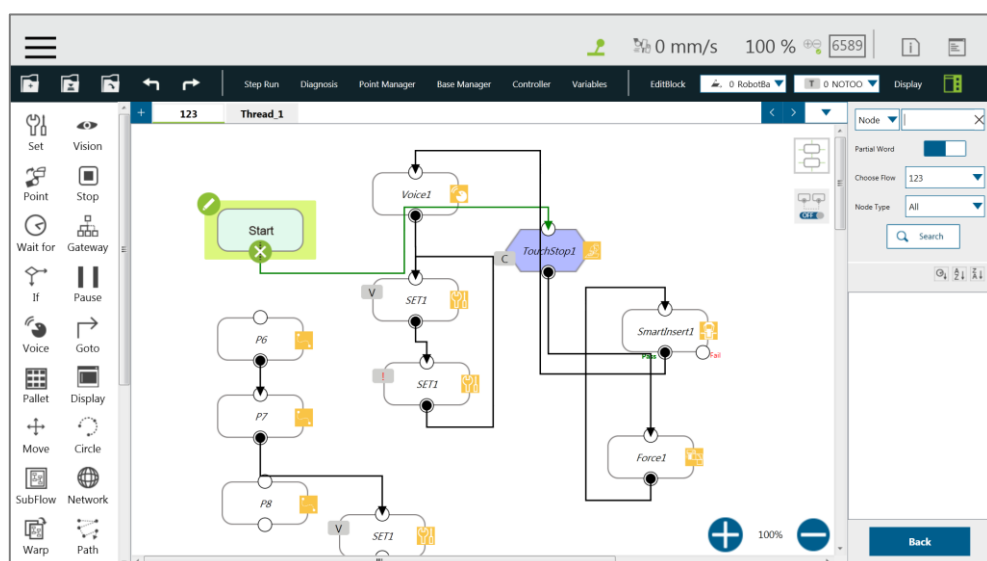 0 mm/s 100 % 6589
Step Run Diagnosis Point Manager Base Manager Controller Variables EditBlock 0 RobotBa T 0 NOTOO Display
+ 123 Thread_1 < >
Set Vision
Point Stop
Wait for Gateway
If Pause
Voice Goto
Pallet Display
Move Circle
SubFlow Network
Warp Path
Start
Voice1
TouchStop1
C
V
SET1
!
SET1
P6
P7
P8
V
SET1
SmartInsert1
Pass
Fail
Force1
OFF
100%
Node
Partial Word
Choose Flow 123
Node Type All
Search
Back